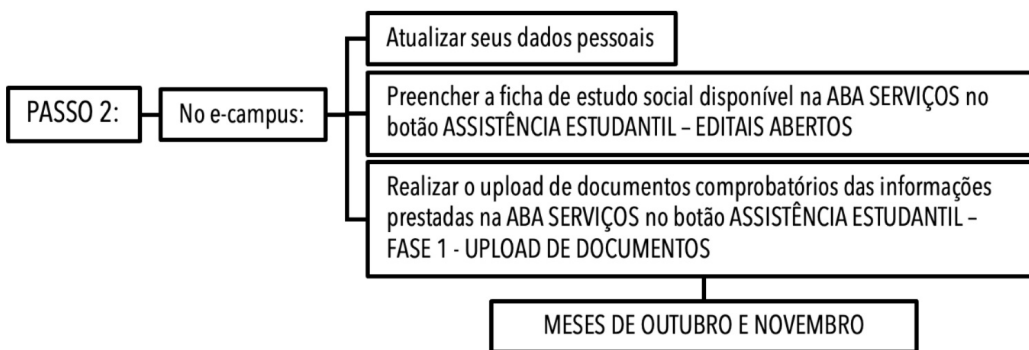 PASSO 2:
No e-campus:
Atualizar seus dados pessoais
Preencher a ficha de estudo social disponível na ABA SERVIÇOS no
botão ASSISTÊNCIA ESTUDANTIL – EDITAIS ABERTOS
Realizar o upload de documentos comprobatórios das informações
prestadas na ABA SERVIÇOS no botão ASSISTÊNCIA ESTUDANTIL –
FASE 1 - UPLOAD DE DOCUMENTOS
MESES DE OUTUBRO E NOVEMBRO